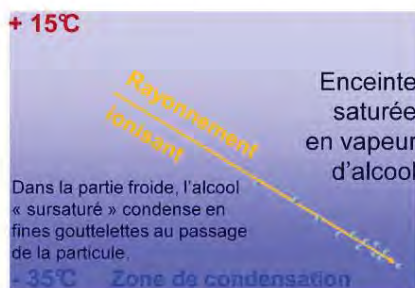 + 15°C
Rayonnement
ionisant
Enceinte
saturée
en vapeur
d'alcool
Dans la partie froide, l'alcool
« sursaturé » condense en
fines gouttelettes au passage
de la particule.
- 35°C Zone de condensation